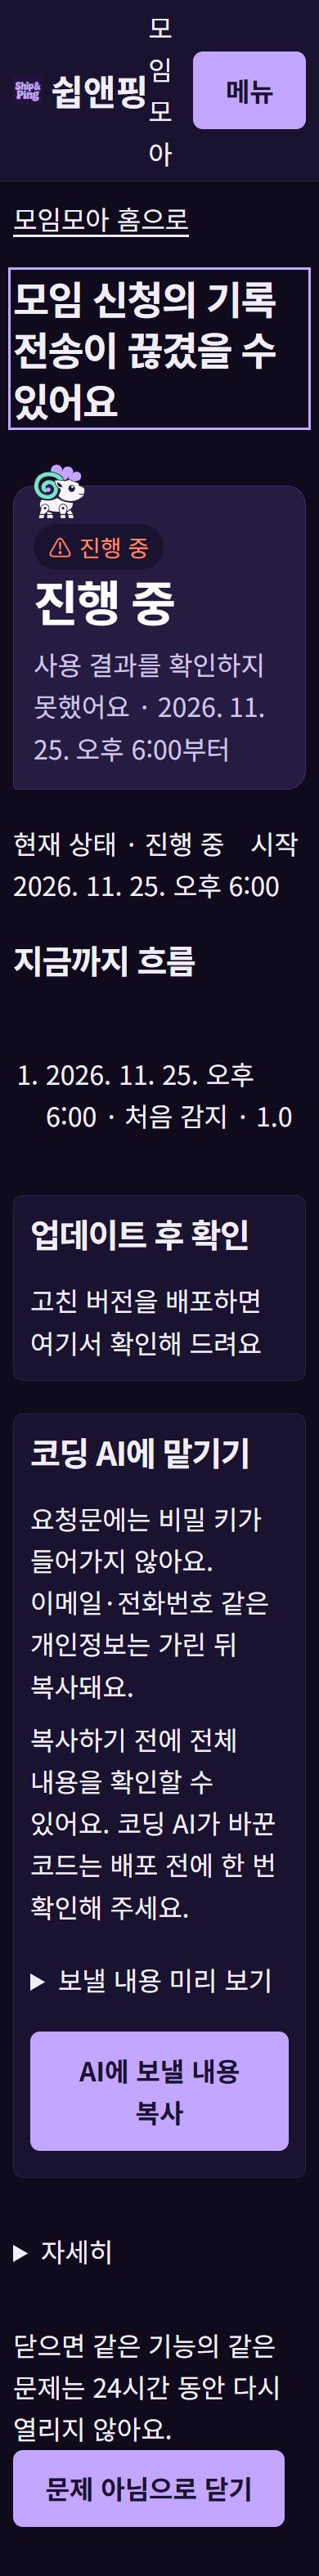 Ship&
Ping
쉽앤핑
모
임
모
아
메뉴
모임모아 홈으로
모임 신청의 기록
전송이 끊겼을 수
있어요
진행 중
진행 중
사용 결과를 확인하지
못했어요 · 2026. 11.
25. 오후 6:00부터
현재 상태 · 진행 중 시작
2026. 11. 25. 오후 6:00
지금까지 흐름
1. 2026. 11. 25. 오후
6:00 · 처음 감지 · 1.0
업데이트 후 확인
고친 버전을 배포하면
여기서 확인해 드려요
코딩 AI에 맡기기
요청문에는 비밀 키가
들어가지 않아요.
이메일·전화번호 같은
개인정보는 가린 뒤
복사돼요.
복사하기 전에 전체
내용을 확인할 수
있어요. 코딩 AI가 바꾼
코드는 배포 전에 한 번
확인해 주세요.
보낼 내용 미리 보기
AI에 보낼 내용
복사
자세히
닫으면 같은 기능의 같은
문제는 24시간 동안 다시
열리지 않아요.
문제 아님으로 닫기